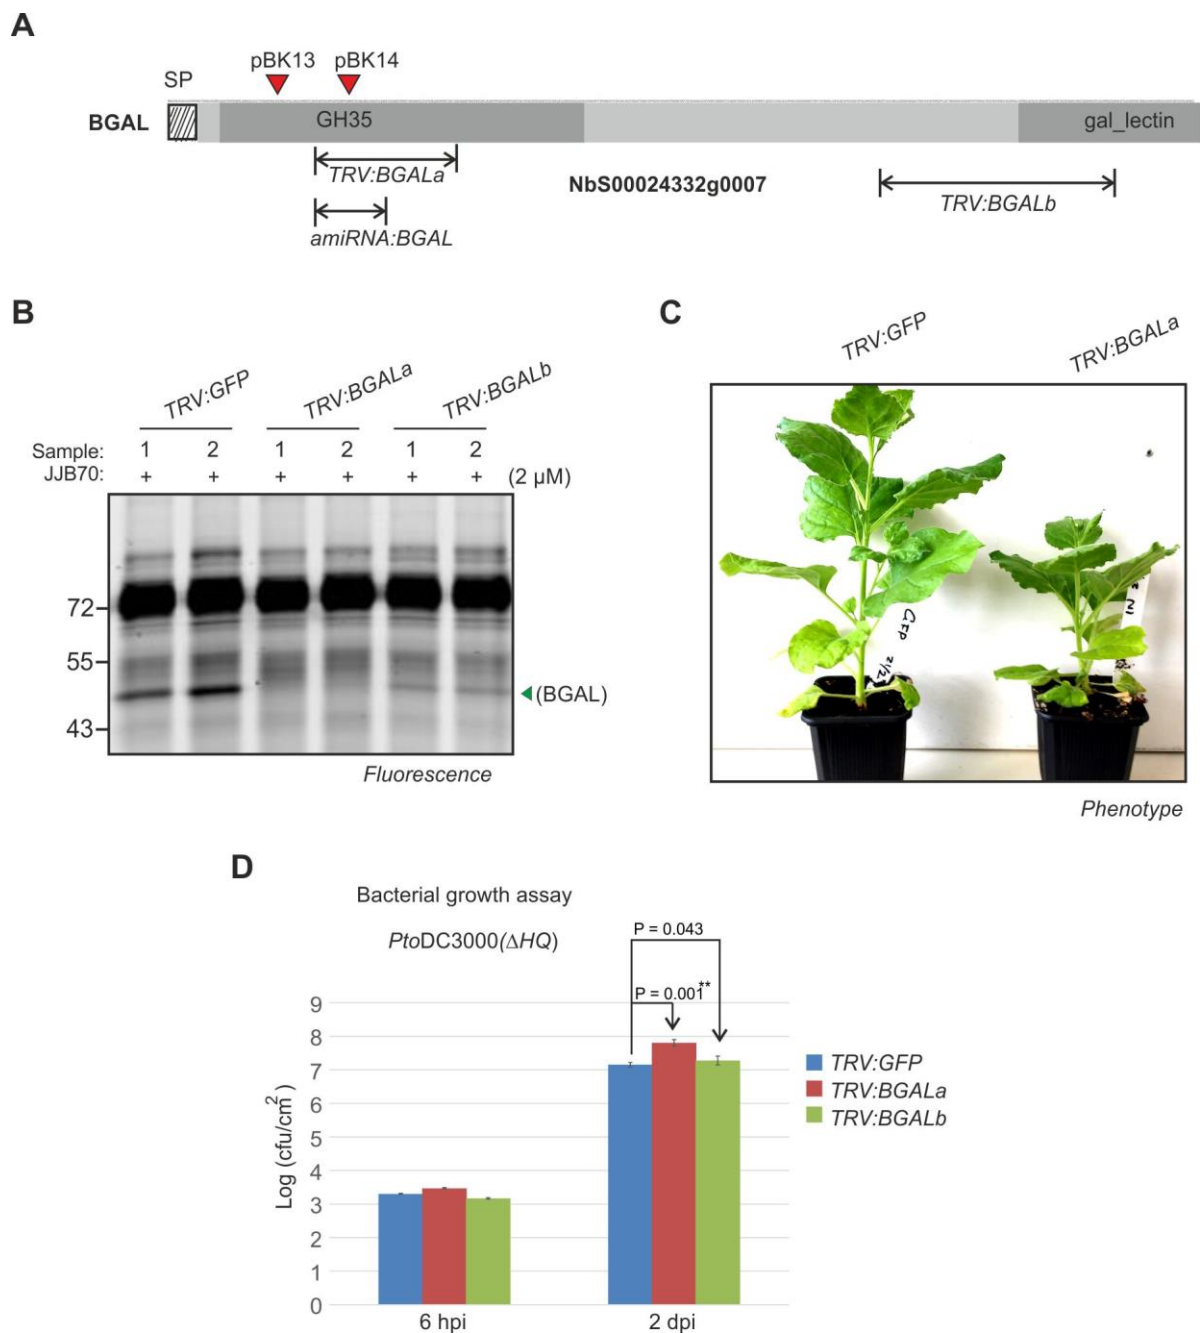 A
pBK13 pBK14
SP
BGAL GH35 gal_lectin
TRV:BGALa
NbS00024332g0007
TRV:BGALb
amiRNA:BGAL
B
TRV:GFP TRV:BGALa TRV:BGALb
Sample: 1 2 1 2 1 2
JJB70: + + + + + + (2 µM)
72
55
(BGAL)
43
Fluorescence
C
TRV:GFP TRV:BGALa
GFP
Phenotype
D
Bacterial growth assay
PtoDC3000(ΔHQ)
P = 0.043
P = 0.001**
Log (cfu/cm2)
9
8
7
6
5
4
3
2
1
0
6 hpi 2 dpi
TRV:GFP
TRV:BGALa
TRV:BGALb